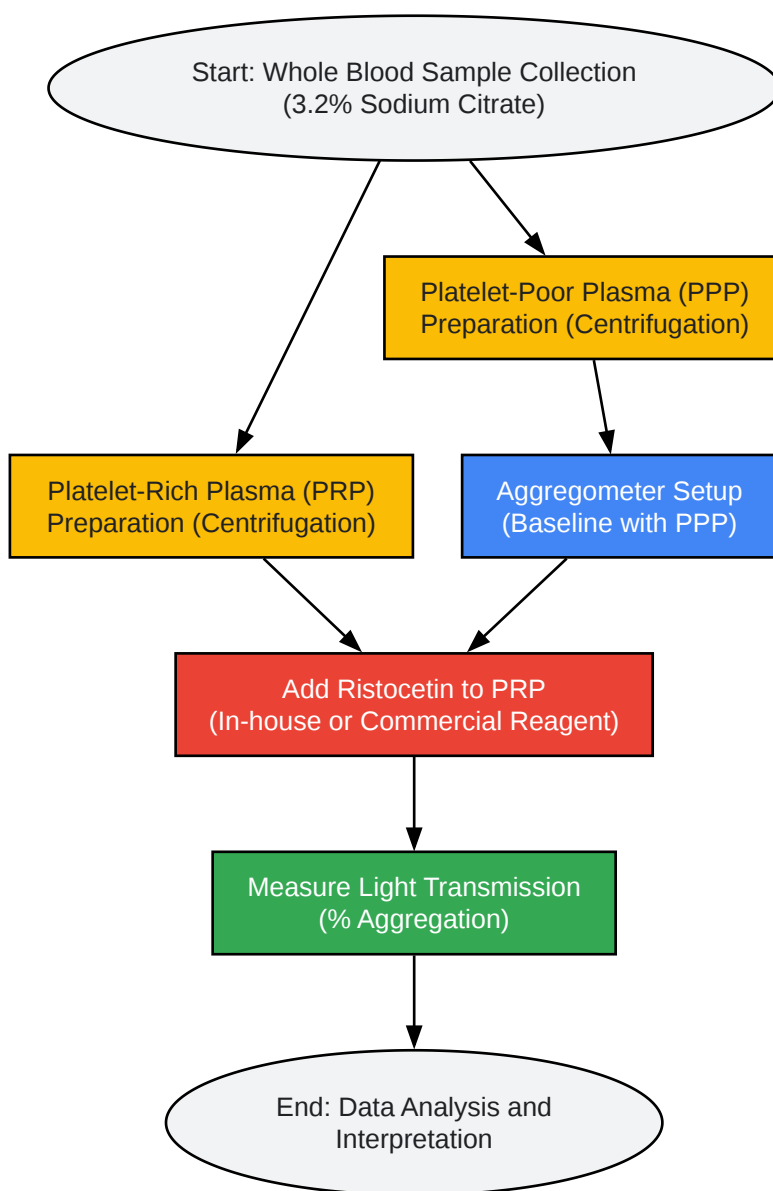 Start: Whole Blood Sample Collection
(3.2% Sodium Citrate)
Platelet-Poor Plasma (PPP)
Preparation (Centrifugation)
Platelet-Rich Plasma (PRP)
Preparation (Centrifugation)
Aggregometer Setup
(Baseline with PPP)
Add Ristocetin to PRP
(In-house or Commercial Reagent)
Measure Light Transmission
(% Aggregation)
End: Data Analysis and
Interpretation